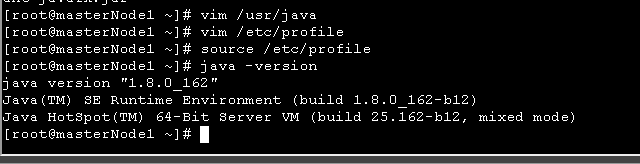 [root@masterNode1 ~]# vim /usr/java
[root@masterNode1 ~]# vim /etc/profile
[root@masterNode1 ~]# source /etc/profile
[root@masterNode1 ~]# java -version
java version "1.8.0_162"
Java(TM) SE Runtime Environment (build 1.8.0_162-b12)
Java HotSpot(TM) 64-Bit Server VM (build 25.162-b12, mixed mode)
[root@masterNode1 ~]#